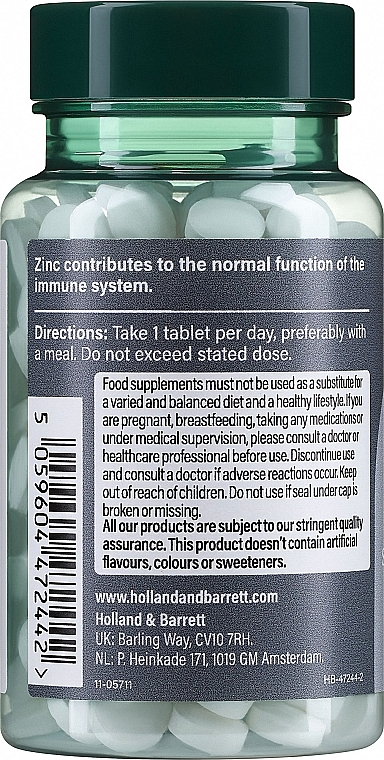 Zinc contributes to the normal function of the
immune system.
Directions: Take 1 tablet per day, preferably with
a meal. Do not exceed stated dose.
Food supplements must not be used as a substitute for
a varied and balanced diet and a healthy lifestyle. If you
are pregnant, breastfeeding, taking any medications or
under medical supervision, please consult a doctor or
healthcare professional before use. Discontinue use
and consult a doctor if adverse reactions occur. Keep
out of reach of children. Do not use if seal under cap is
broken or missing.
All our products are subject to our stringent quality
assurance. This product doesn't contain artificial
flavours, colours or sweeteners.
5 059604 472442 >
www.hollandandbarrett.com
Holland & Barrett
UK: Barling Way, CV10 7RH.
NL: P. Heinkade 171, 1019 GM Amsterdam.
11-05711
HB-47244-2